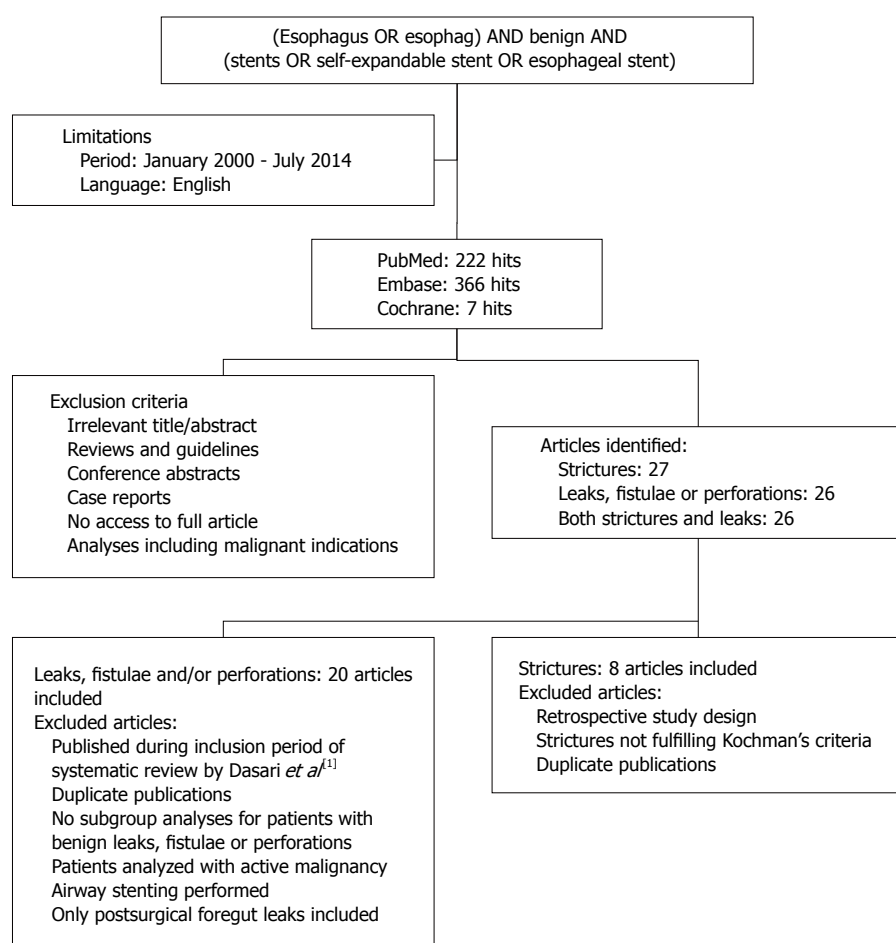 (Esophagus OR esophag) AND benign AND
(stents OR self-expandable stent OR esophageal stent)
Limitations
Period: January 2000 - July 2014
Language: English
PubMed: 222 hits
Embase: 366 hits
Cochrane: 7 hits
Exclusion criteria
Irrelevant title/abstract
Reviews and guidelines
Conference abstracts
Case reports
No access to full article
Analyses including malignant indications
Articles identified:
Strictures: 27
Leaks, fistulae or perforations: 26
Both strictures and leaks: 26
Leaks, fistulae and/or perforations: 20 articles
included
Excluded articles:
Published during inclusion period of
systematic review by Dasari et al[1]
Duplicate publications
No subgroup analyses for patients with
benign leaks, fistulae or perforations
Patients analyzed with active malignancy
Airway stenting performed
Only postsurgical foregut leaks included
Strictures: 8 articles included
Excluded articles:
Retrospective study design
Strictures not fulfilling Kochman's criteria
Duplicate publications